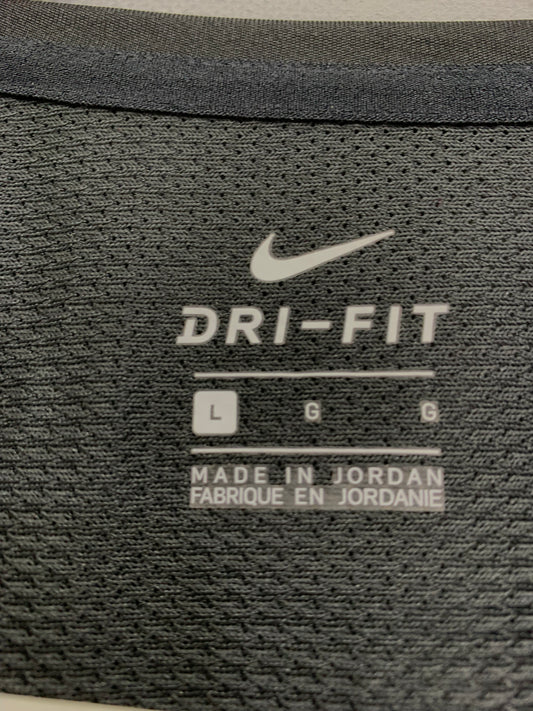 DRI-FIT
L G G
MADE IN JORDAN
FABRIQUE EN JORDANIE